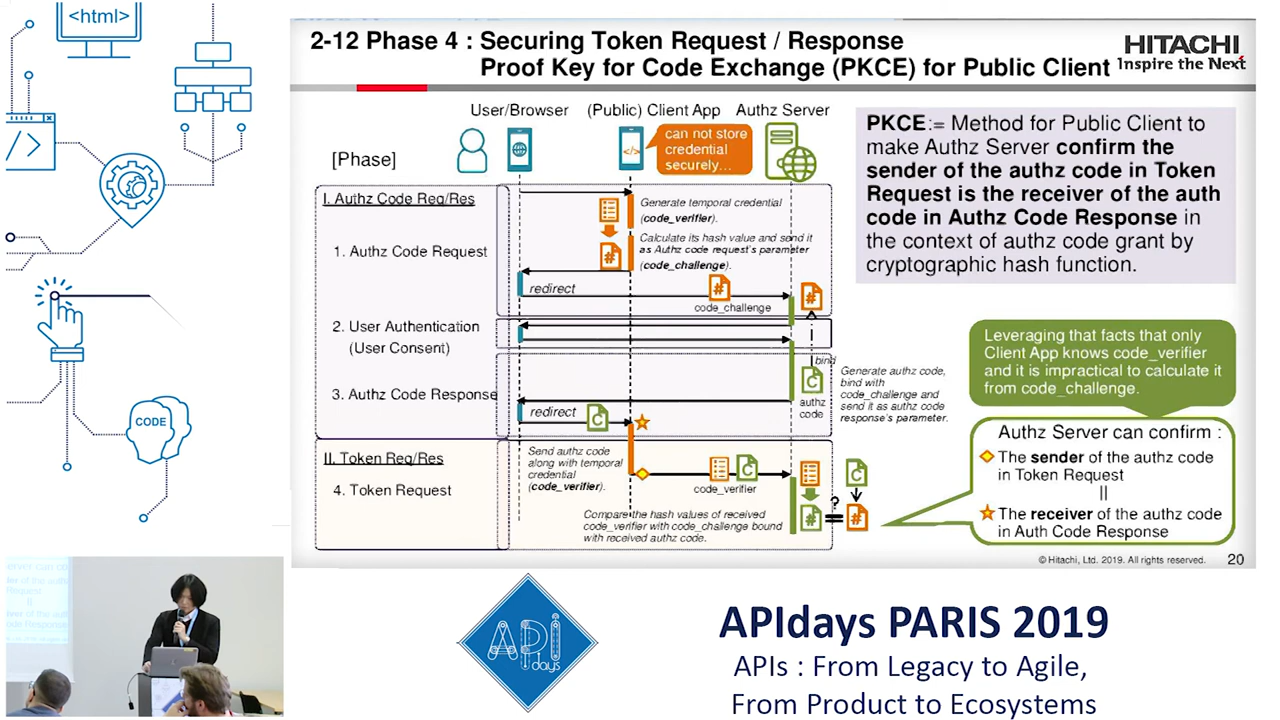 <html>
2-12 Phase 4 : Securing Token Request / Response
Proof Key for Code Exchange (PKCE) for Public Client
HITACHI
Inspire the Next
User/Browser
(Public) Client App
Authz Server
can not store
credential
securely…
[Phase]
I. Authz Code Req/Res
Generate temporal credential
(code_verifier).
1. Authz Code Request
Calculate its hash value and send it
as Authz code request's parameter
(code_challenge).
redirect
code_challenge
2. User Authentication
(User Consent)
bind
3. Authz Code Response
authz
code
Generate authz code,
bind with
code_challenge and
send it as authz code
response's parameter.
redirect
II. Token Req/Res
Send authz code
along with temporal
credential
(code_verifier).
4. Token Request
code_verifier
Compare the hash values of received
code_verifier with code_challenge bound
with received authz code.
?
PKCE:= Method for Public Client to
make Authz Server confirm the
sender of the authz code in Token
Request is the receiver of the auth
code in Authz Code Response in
the context of authz code grant by
cryptographic hash function.
Leveraging that facts that only
Client App knows code_verifier
and it is impractical to calculate it
from code_challenge.
Authz Server can confirm :
The sender of the authz code
in Token Request
||
The receiver of the authz code
in Auth Code Response
© Hitachi, Ltd. 2019. All rights reserved.
20
CODE
API
days
APIdays PARIS 2019
APIs : From Legacy to Agile,
From Product to Ecosystems